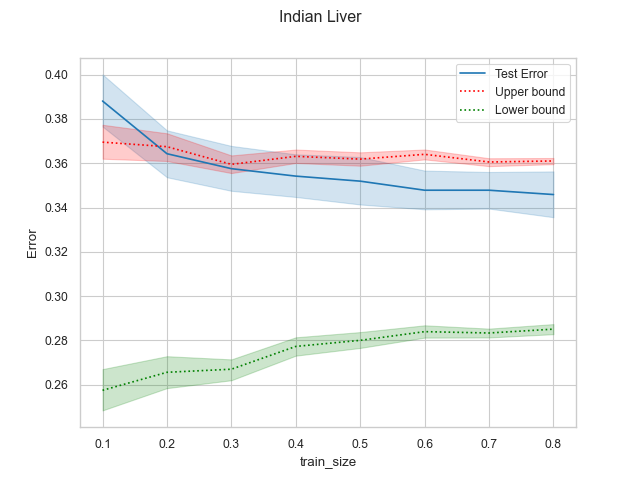 Indian Liver
Test Error
Upper bound
Lower bound
Error
0.40
0.38
0.36
0.34
0.32
0.30
0.28
0.26
0.1 0.2 0.3 0.4 0.5 0.6 0.7 0.8
train_size